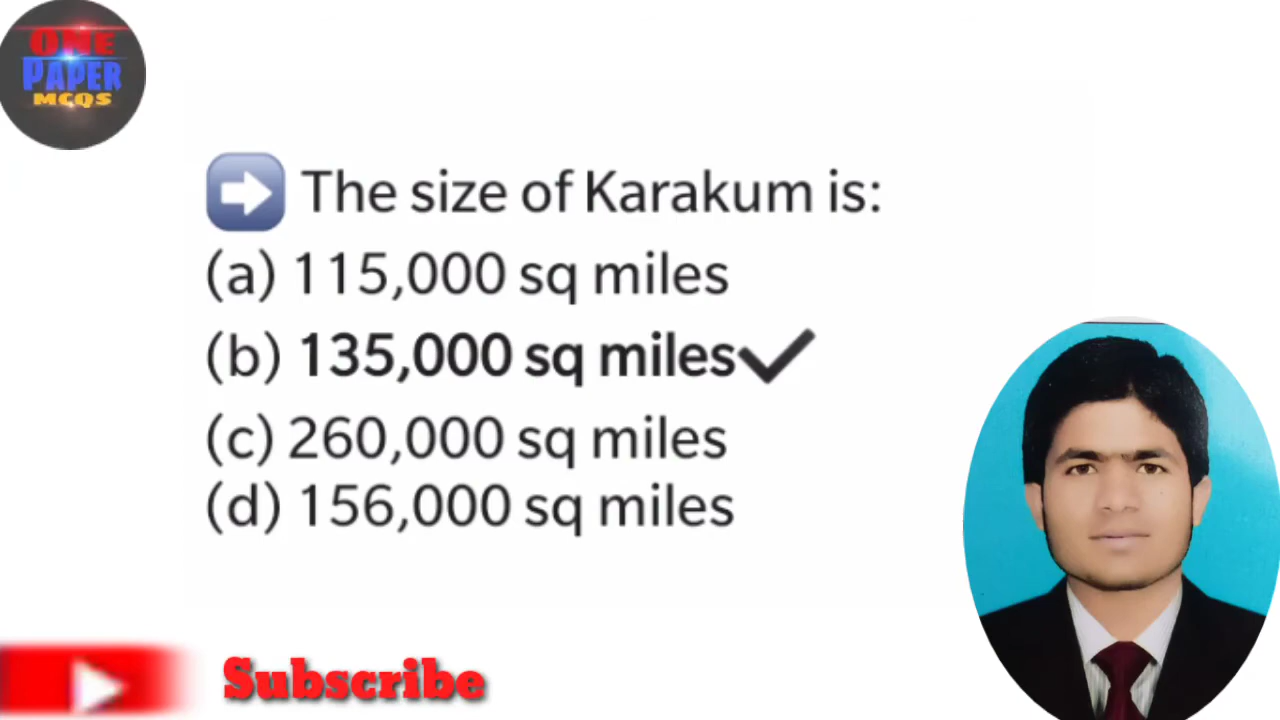 ONE
PAPER
MCQS
➡ The size of Karakum is:
(a) 115,000 sq miles
(b) 135,000 sq miles✔
(c) 260,000 sq miles
(d) 156,000 sq miles
Subscribe